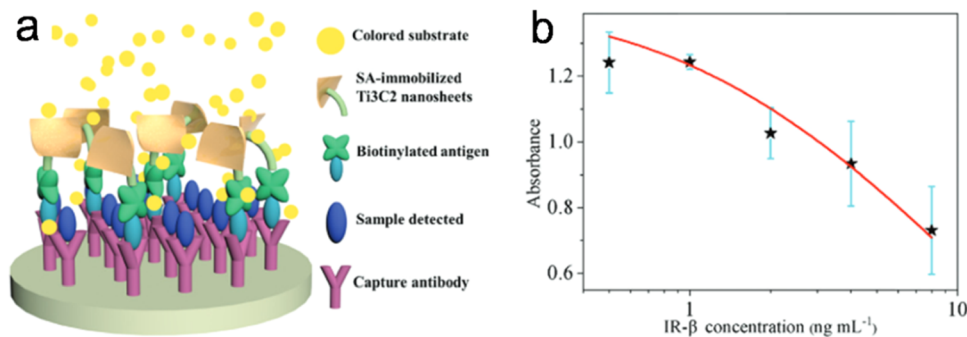 a
Colored substrate
SA-immobilized
Ti3C2 nanosheets
Biotinylated antigen
Sample detected
Capture antibody
b
Absorbance
1.2
1.0
0.8
0.6
1
10
IR-β concentration (ng mL⁻¹)